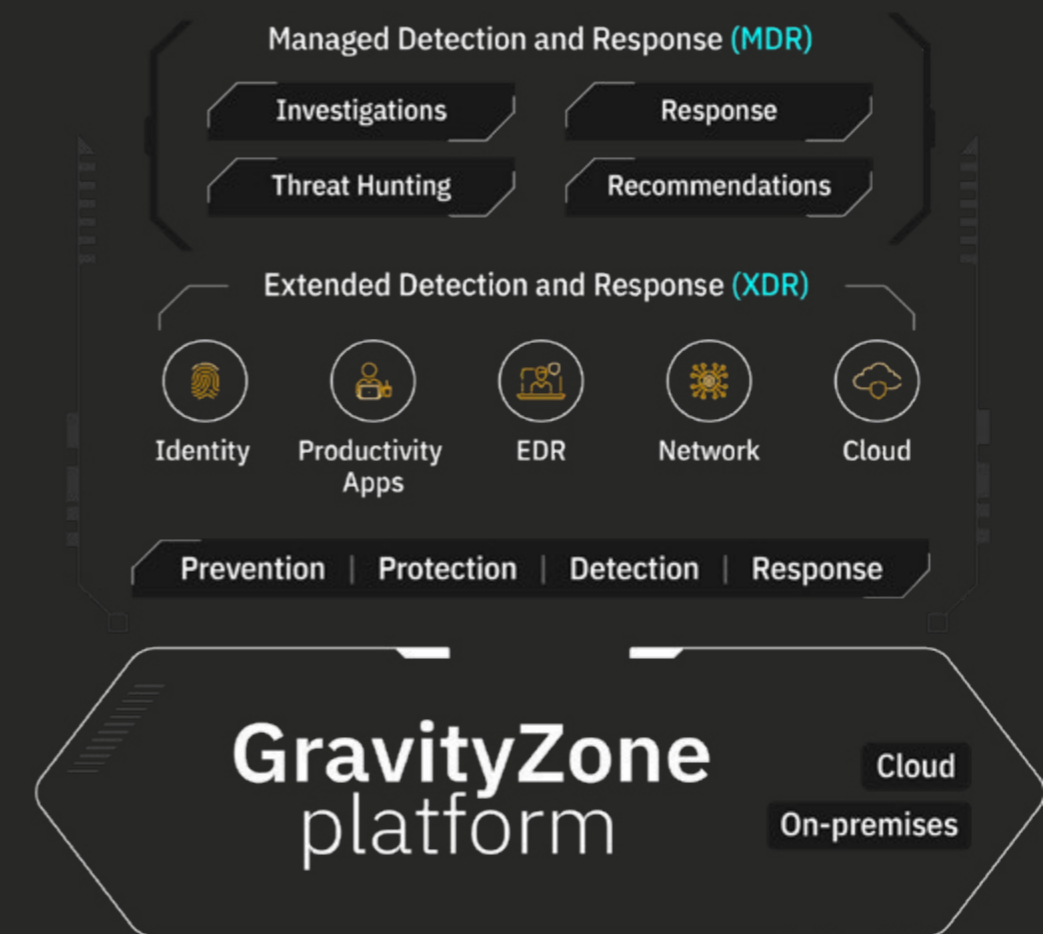 Managed Detection and Response (MDR)
Investigations
Response
Threat Hunting
Recommendations
Extended Detection and Response (XDR)
Identity
Productivity
Apps
EDR
Network
Cloud
Prevention | Protection | Detection | Response
GravityZone
platform
Cloud
On-premises